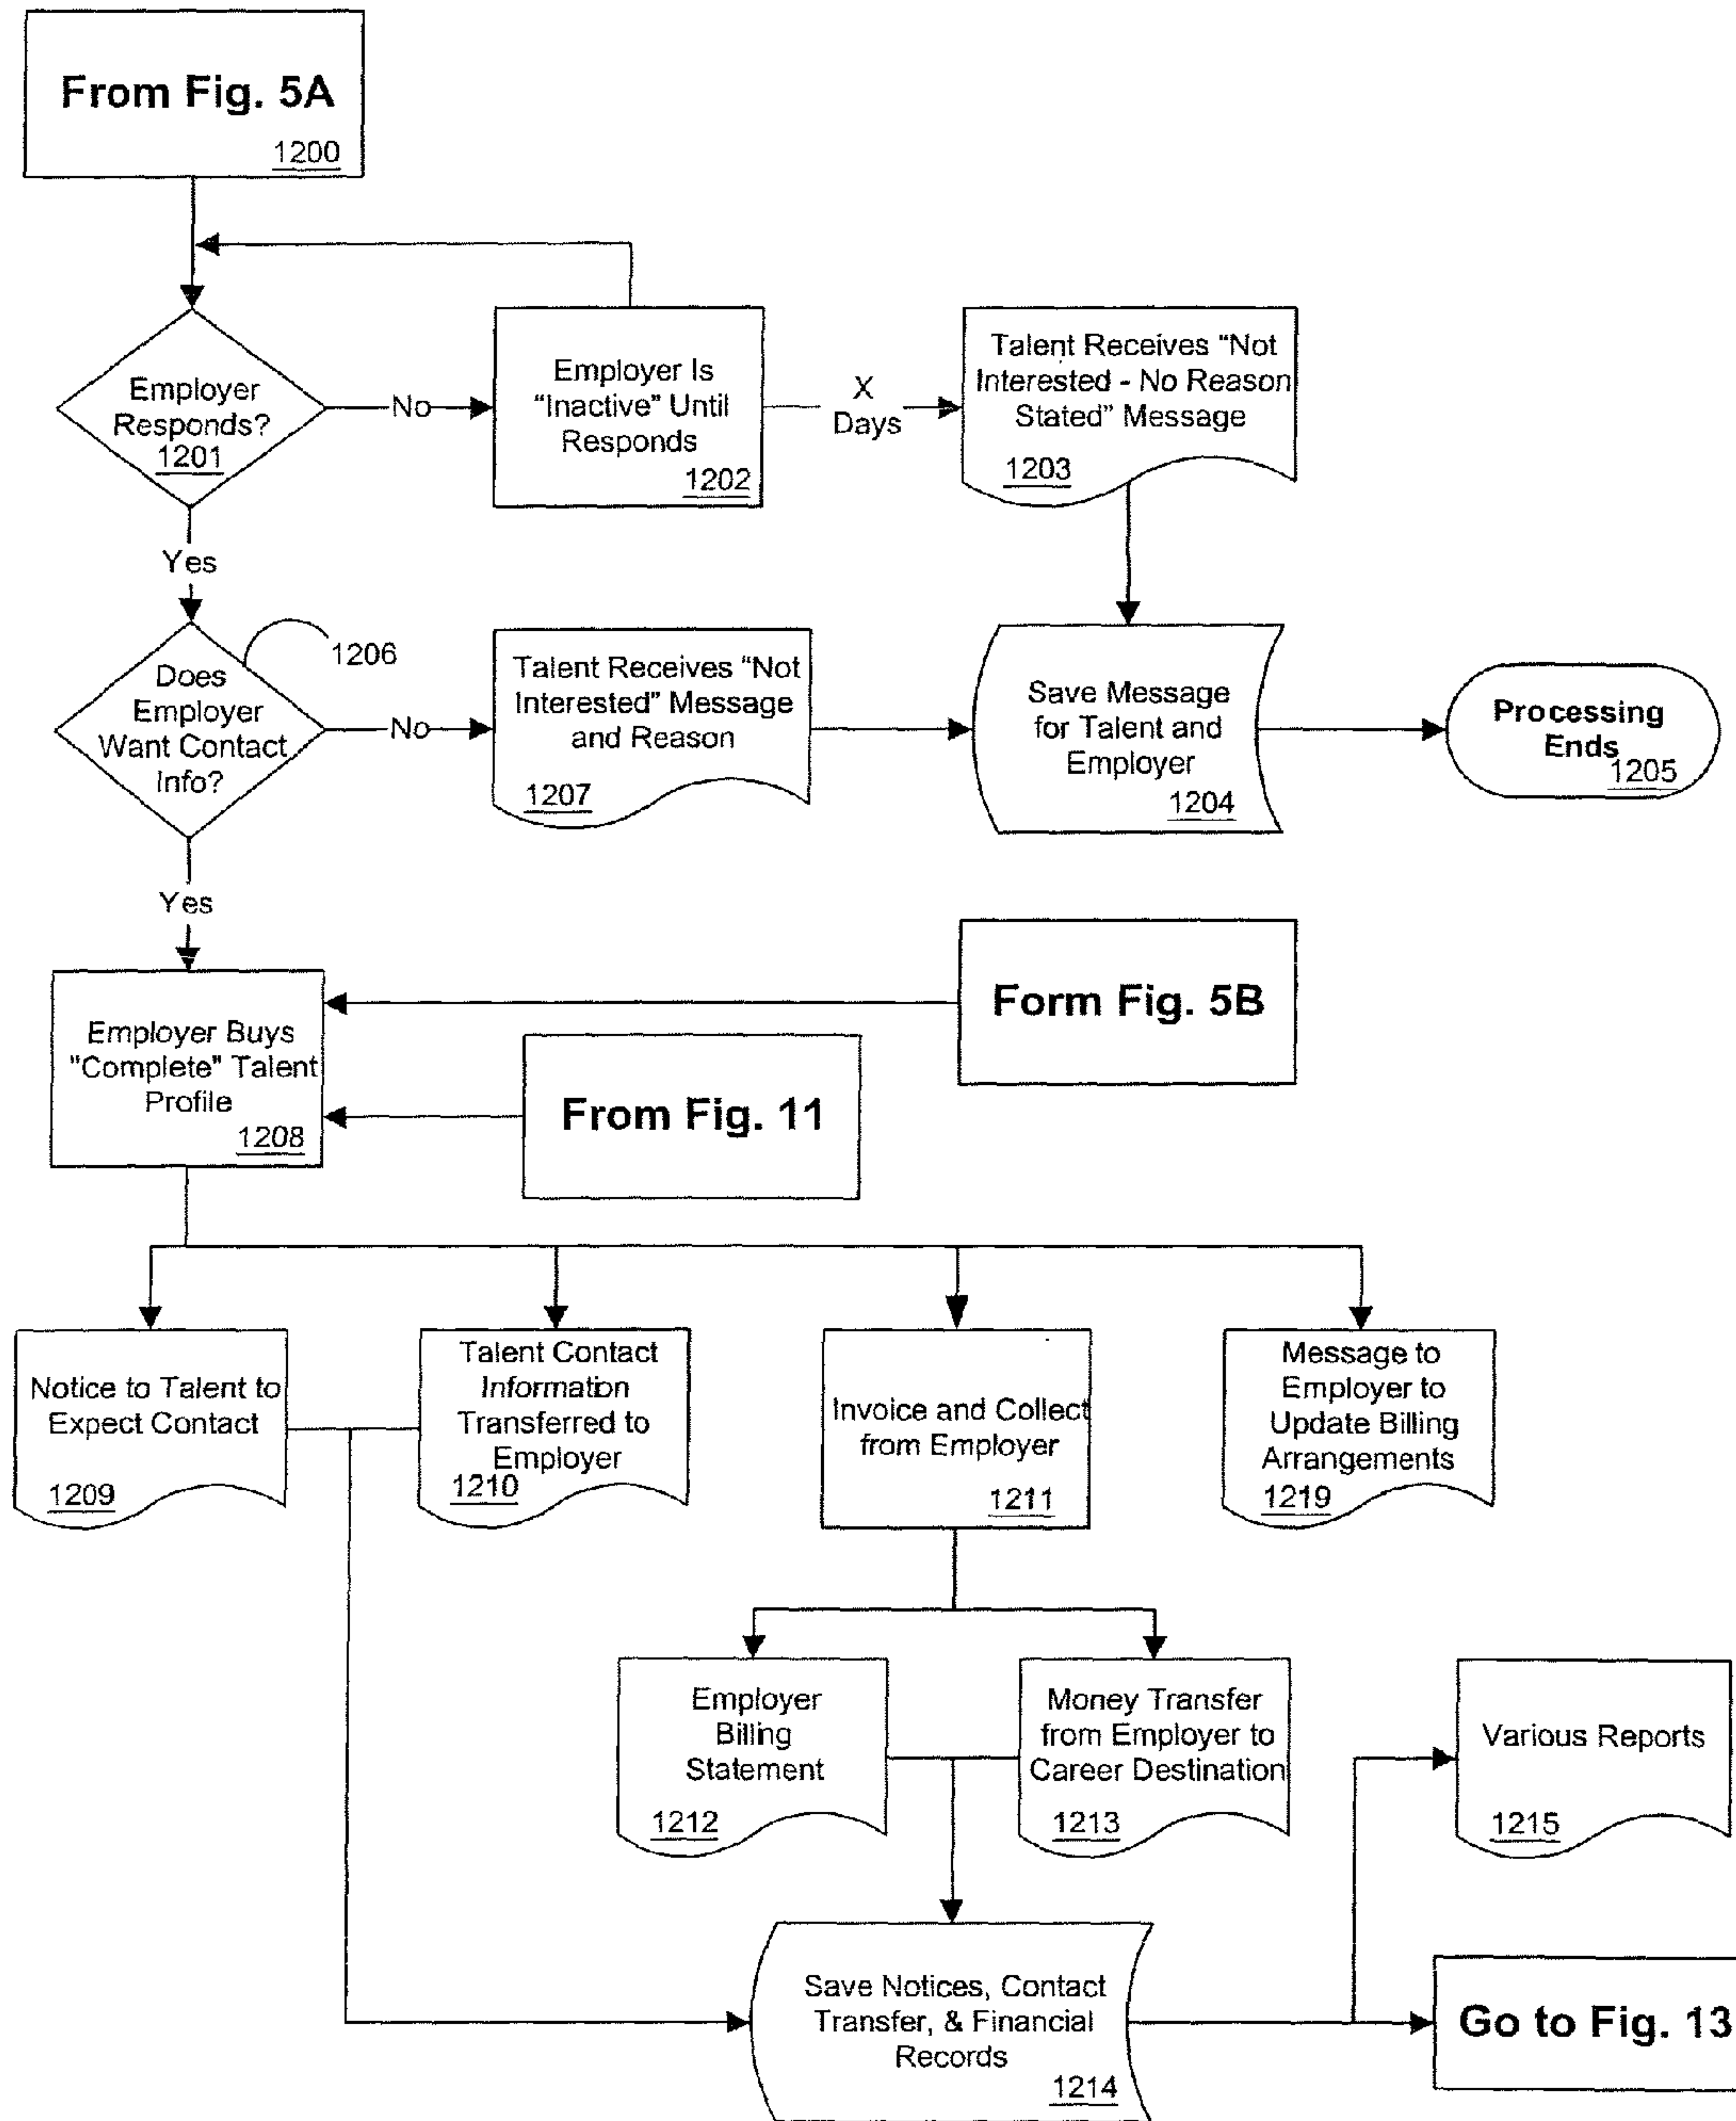 From Fig. 5A
1200
Employer
Responds?
1201
No
Employer Is
“Inactive” Until
Responds
1202
X
Days
Talent Receives “Not
Interested - No Reason
Stated” Message
1203
Yes
1206
Does
Employer
Want Contact
Info?
No
Talent Receives “Not
Interested” Message
and Reason
1207
Save Message
for Talent and
Employer
1204
Processing
Ends
1205
Yes
Form Fig. 5B
Employer Buys
"Complete" Talent
Profile
1208
From Fig. 11
Notice to Talent to
Expect Contact
1209
Talent Contact
Information
Transferred to
Employer
1210
Invoice and Collect
from Employer
1211
Message to
Employer to
Update Billing
Arrangements
1219
Employer
Billing
Statement
1212
Money Transfer
from Employer to
Career Destination
1213
Various Reports
1215
Save Notices, Contact
Transfer, & Financial
Records
1214
Go to Fig. 13